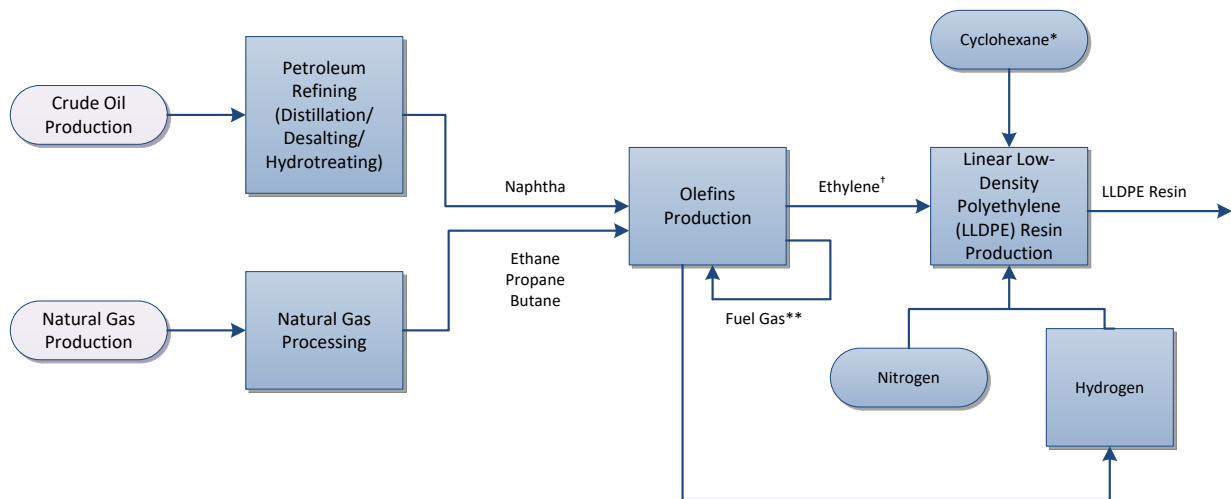 Crude Oil
Production
Petroleum
Refining
(Distillation/
Desalting/
Hydrotreating)
Naphtha
Natural Gas
Production
Natural Gas
Processing
Ethane
Propane
Butane
Olefins
Production
Fuel Gas**
Ethylene†
Cyclohexane*
Linear Low-
Density
Polyethylene
(LLDPE) Resin
Production
LLDPE Resin
Nitrogen
Hydrogen